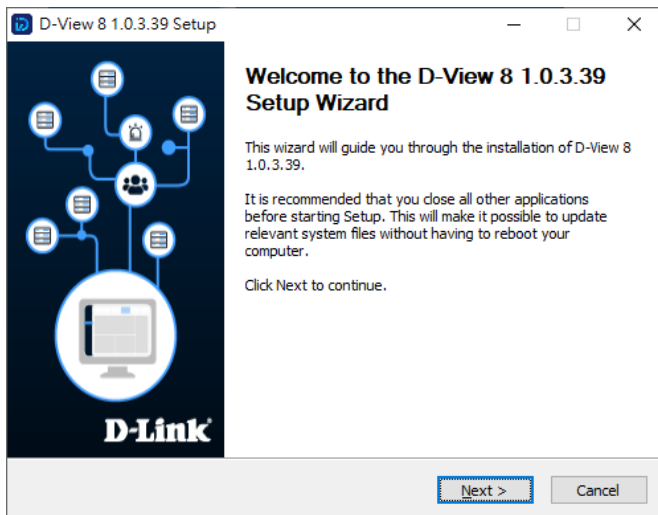 D-View 8 1.0.3.39 Setup
Welcome to the D-View 8 1.0.3.39
Setup Wizard
This wizard will guide you through the installation of D-View 8
1.0.3.39.
It is recommended that you close all other applications
before starting Setup. This will make it possible to update
relevant system files without having to reboot your
computer.
Click Next to continue.
D-Link
Next >
Cancel